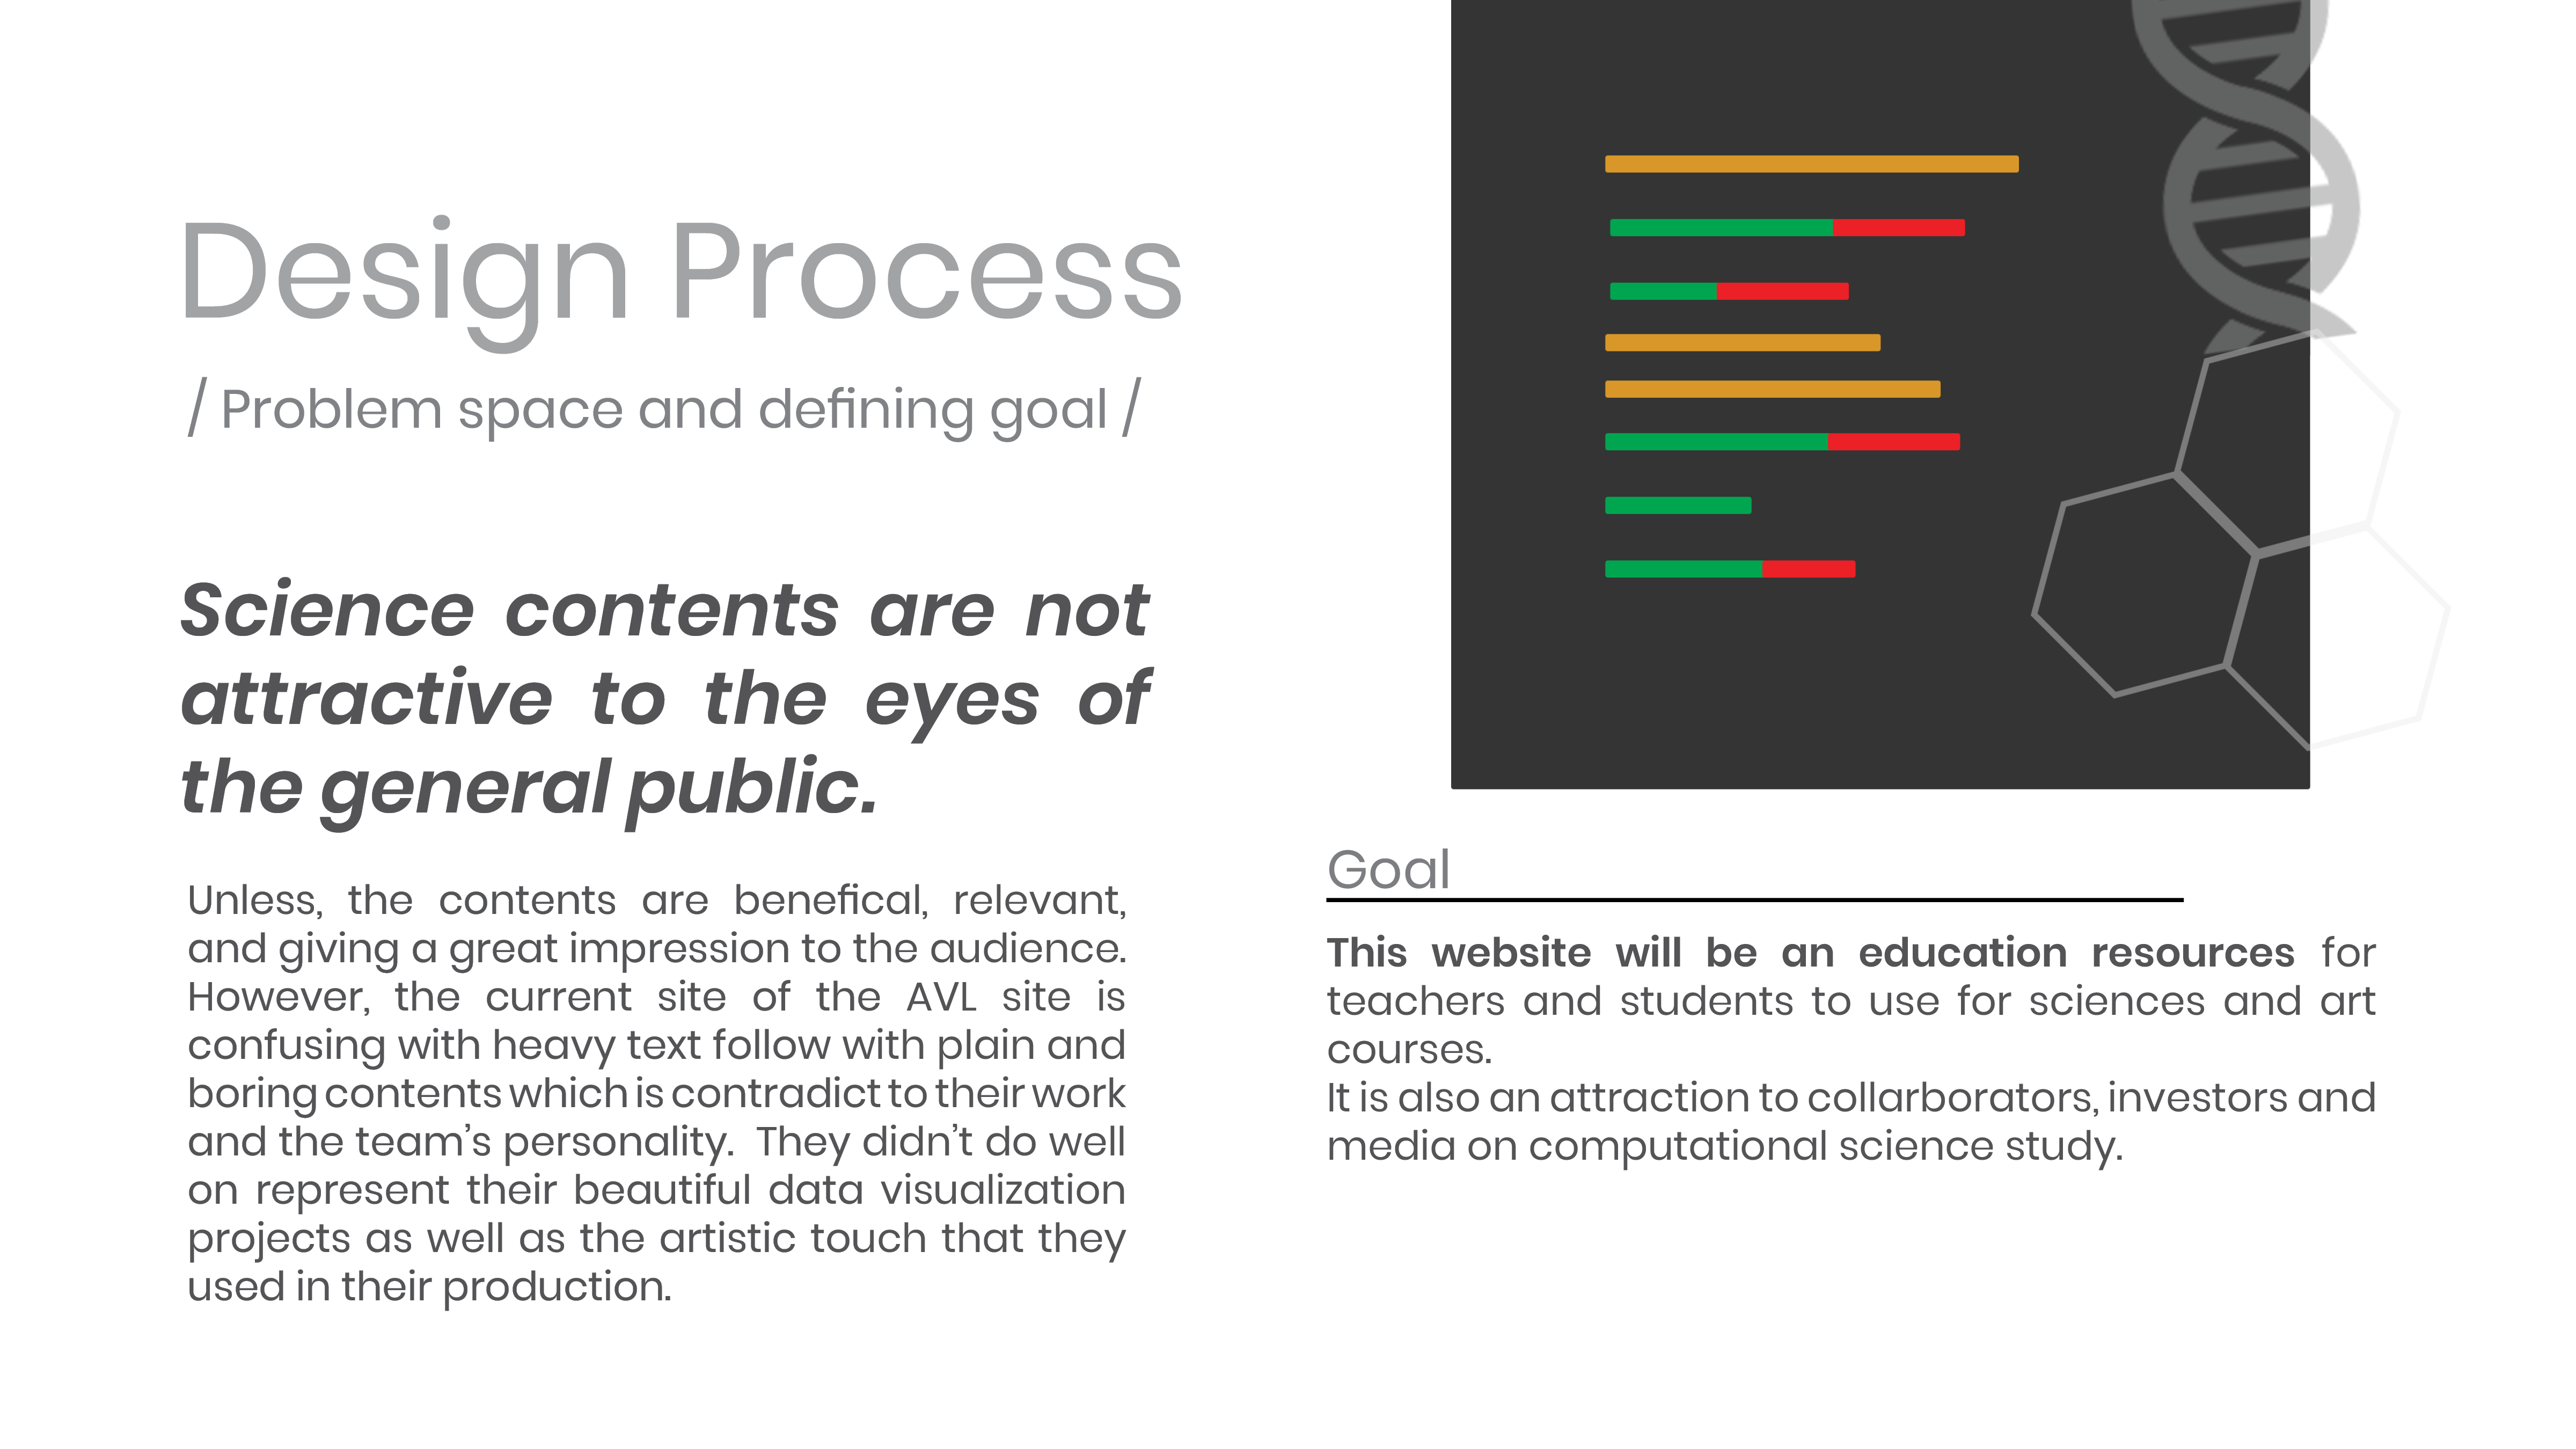 Design Process
/ Problem space and defining goal /
Science contents are not
attractive to the eyes of
the general public.
Unless, the contents are benefical, relevant,
and giving a great impression to the audience.
However, the current site of the AVL site is
confusing with heavy text follow with plain and
boring contents which is contradict to their work
and the team’s personality.  They didn’t do well
on represent their beautiful data visualization
projects as well as the artistic touch that they
used in their production.
Goal
This website will be an education resources for
teachers and students to use for sciences and art
courses.
It is also an attraction to collarborators, investors and
media on computational science study.